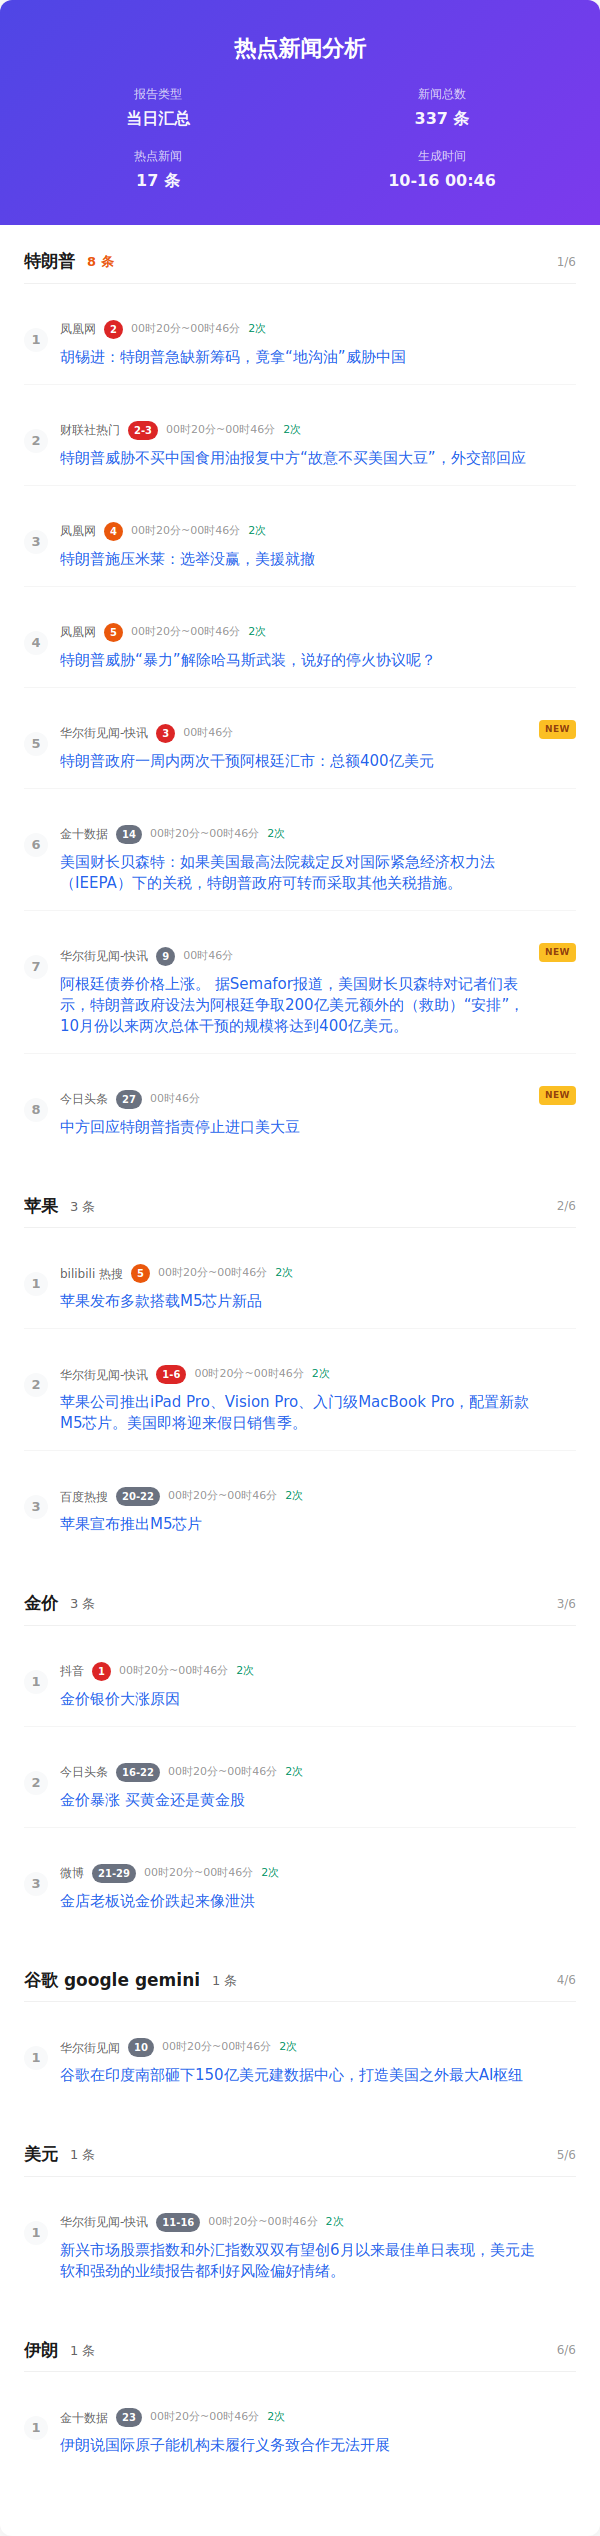 热点新闻分析
报告类型 新闻总数
当日汇总 337 条
热点新闻 生成时间
17 条 10-16 00:46
特朗普 8 条 1/6
1 凤凰网 2 00时20分~00时46分 2次
胡锡进：特朗普急缺新筹码，竟拿“地沟油”威胁中国
2 财联社热门 2-3 00时20分~00时46分 2次
特朗普威胁不买中国食用油报复中方“故意不买美国大豆”，外交部回应
3 凤凰网 4 00时20分~00时46分 2次
特朗普施压米莱：选举没赢，美援就撤
4 凤凰网 5 00时20分~00时46分 2次
特朗普威胁“暴力”解除哈马斯武装，说好的停火协议呢？
5 华尔街见闻-快讯 3 00时46分 NEW
特朗普政府一周内两次干预阿根廷汇市：总额400亿美元
6 金十数据 14 00时20分~00时46分 2次
美国财长贝森特：如果美国最高法院裁定反对国际紧急经济权力法
（IEEPA）下的关税，特朗普政府可转而采取其他关税措施。
7 华尔街见闻-快讯 9 00时46分 NEW
阿根廷债券价格上涨。 据Semafor报道，美国财长贝森特对记者们表
示，特朗普政府设法为阿根廷争取200亿美元额外的（救助）“安排”，
10月份以来两次总体干预的规模将达到400亿美元。
8 今日头条 27 00时46分 NEW
中方回应特朗普指责停止进口美大豆
苹果 3 条 2/6
1 bilibili 热搜 5 00时20分~00时46分 2次
苹果发布多款搭载M5芯片新品
2 华尔街见闻-快讯 1-6 00时20分~00时46分 2次
苹果公司推出iPad Pro、Vision Pro、入门级MacBook Pro，配置新款
M5芯片。美国即将迎来假日销售季。
3 百度热搜 20-22 00时20分~00时46分 2次
苹果宣布推出M5芯片
金价 3 条 3/6
1 抖音 1 00时20分~00时46分 2次
金价银价大涨原因
2 今日头条 16-22 00时20分~00时46分 2次
金价暴涨 买黄金还是黄金股
3 微博 21-29 00时20分~00时46分 2次
金店老板说金价跌起来像泄洪
谷歌 google gemini 1 条 4/6
1 华尔街见闻 10 00时20分~00时46分 2次
谷歌在印度南部砸下150亿美元建数据中心，打造美国之外最大AI枢纽
美元 1 条 5/6
1 华尔街见闻-快讯 11-16 00时20分~00时46分 2次
新兴市场股票指数和外汇指数双双有望创6月以来最佳单日表现，美元走
软和强劲的业绩报告都利好风险偏好情绪。
伊朗 1 条 6/6
1 金十数据 23 00时20分~00时46分 2次
伊朗说国际原子能机构未履行义务致合作无法开展